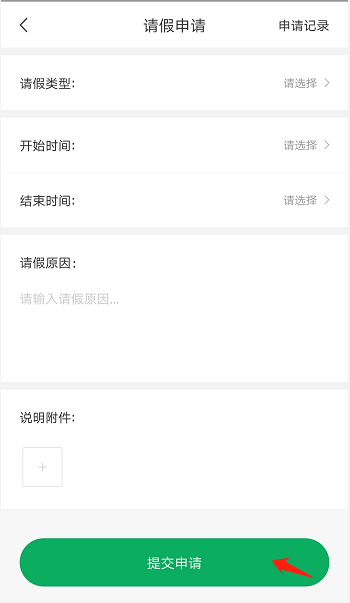 请假申请 申请记录
请假类型: 请选择
开始时间: 请选择
结束时间: 请选择
请假原因:
请输入请假原因...
说明附件:
+
提交申请